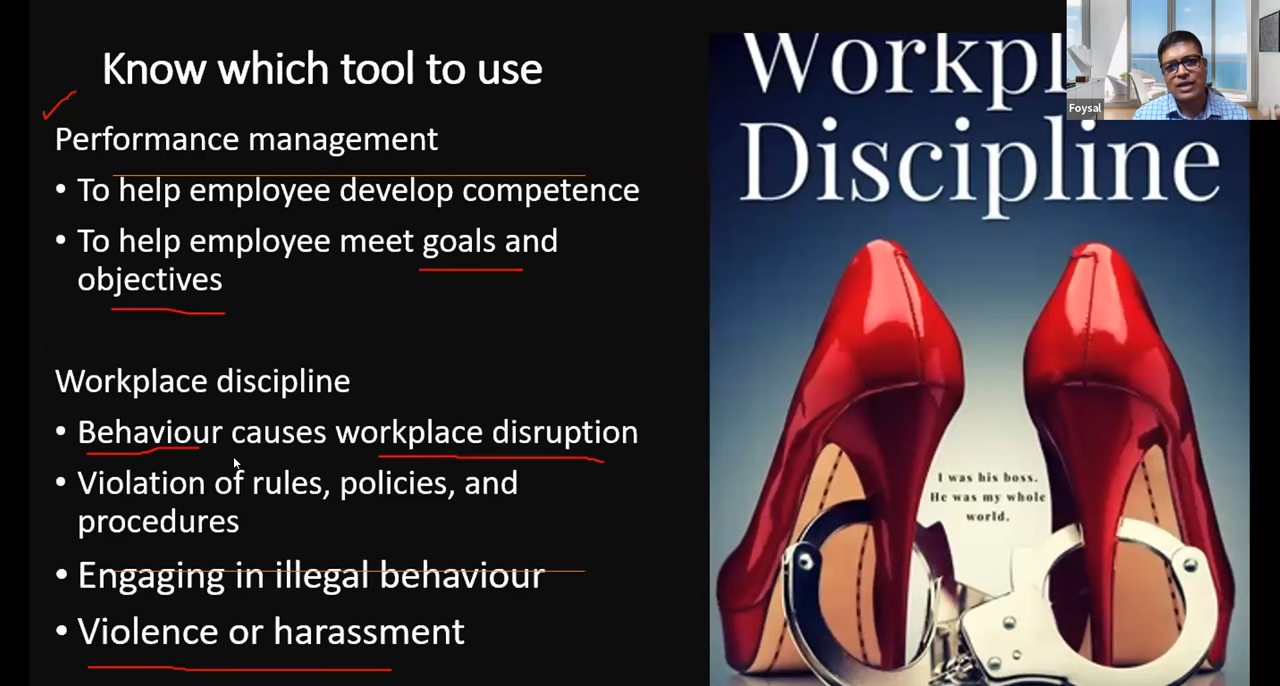 Know which tool to use
Performance management
• To help employee develop competence
• To help employee meet goals and
objectives
Workplace discipline
• Behaviour causes workplace disruption
• Violation of rules, policies, and
procedures
• Engaging in illegal behaviour
• Violence or harassment
Workpl
Discipline
I was his boss.
He was my whole
world.
Foysal